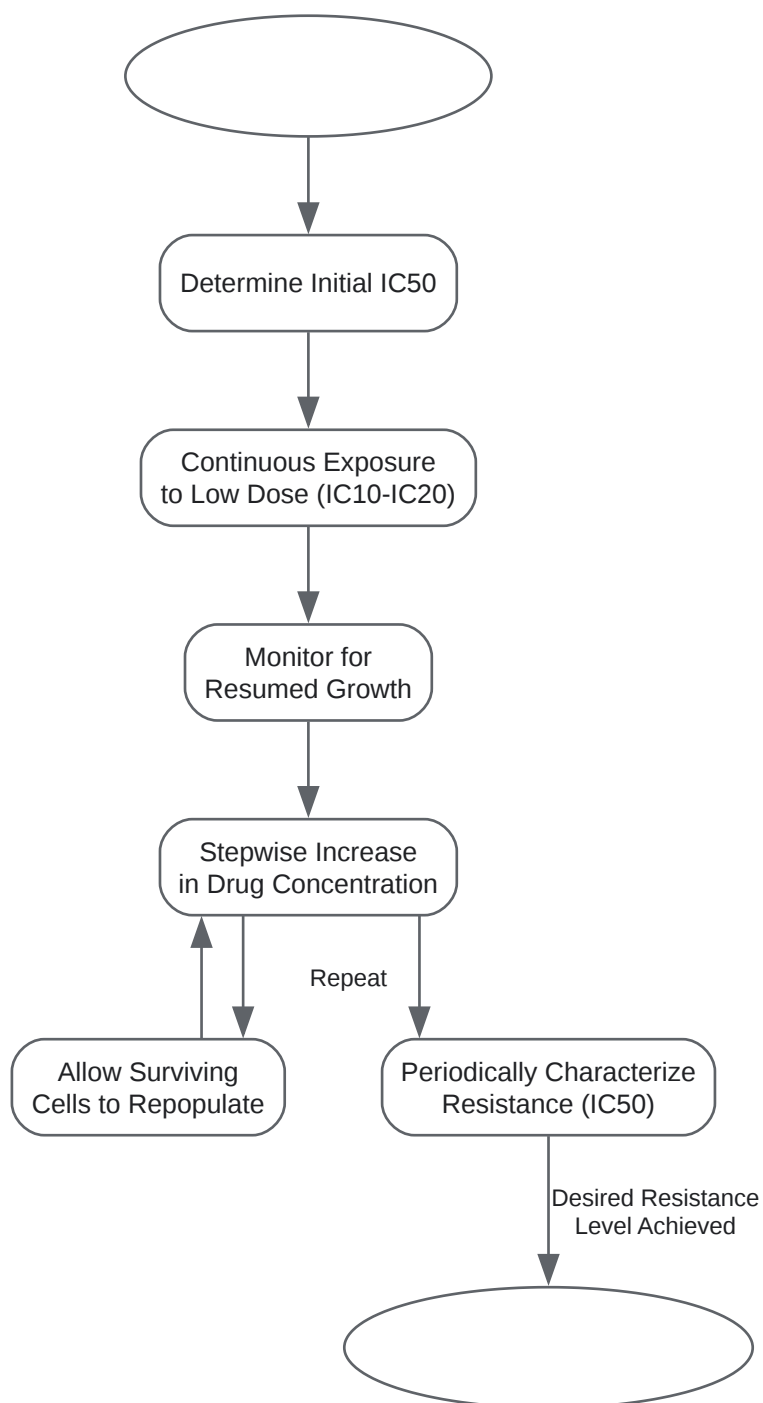 Determine Initial IC50
Continuous Exposure
to Low Dose (IC10-IC20)
Monitor for
Resumed Growth
Stepwise Increase
in Drug Concentration
Repeat
Allow Surviving
Cells to Repopulate
Periodically Characterize
Resistance (IC50)
Desired Resistance
Level Achieved